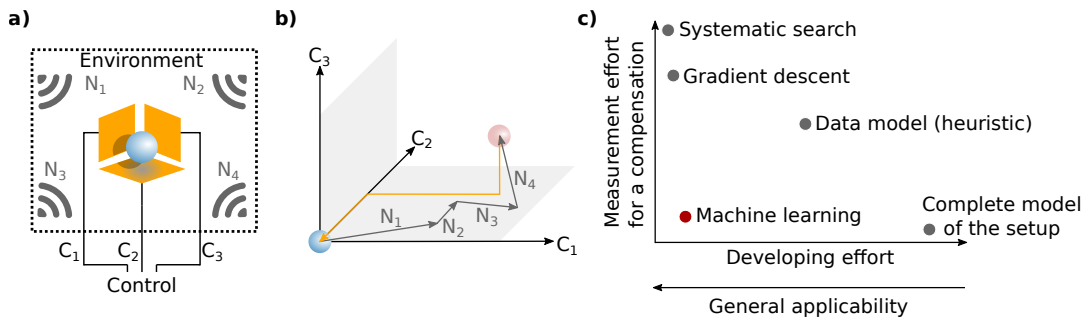 a)
Environment
N1
N2
N3
N4
C1
C2
C3
Control
b)
C3
C2
N4
N1
N2
N3
C1
c)
Measurement effort
for a compensation
Systematic search
Gradient descent
Data model (heuristic)
Machine learning
Complete model
of the setup
Developing effort
General applicability